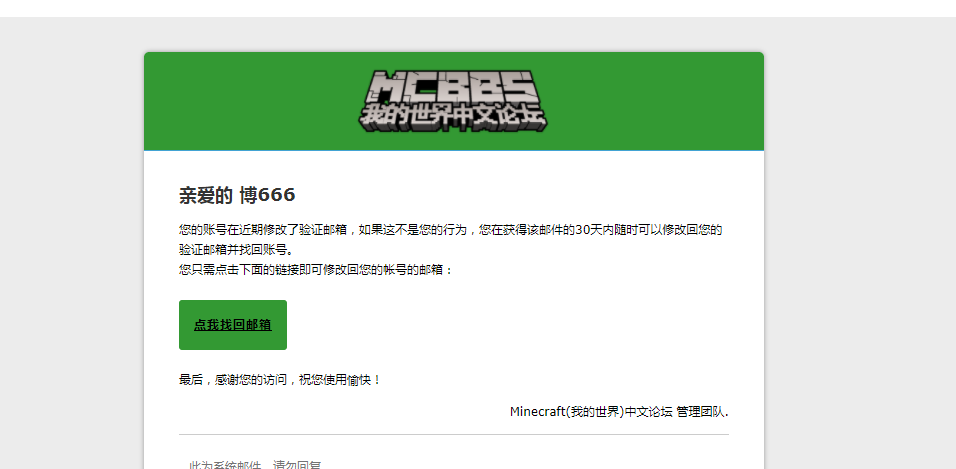 MCBBS
我的世界中文论坛
亲爱的 博666
您的账号在近期修改了验证邮箱，如果这不是您的行为，您在获得该邮件的30天内随时可以修改回您的
验证邮箱并找回账号。
您只需点击下面的链接即可修改回您的帐号的邮箱：
点我找回邮箱
最后，感谢您的访问，祝您使用愉快！
Minecraft(我的世界)中文论坛 管理团队.
此为系统邮件，请勿回复